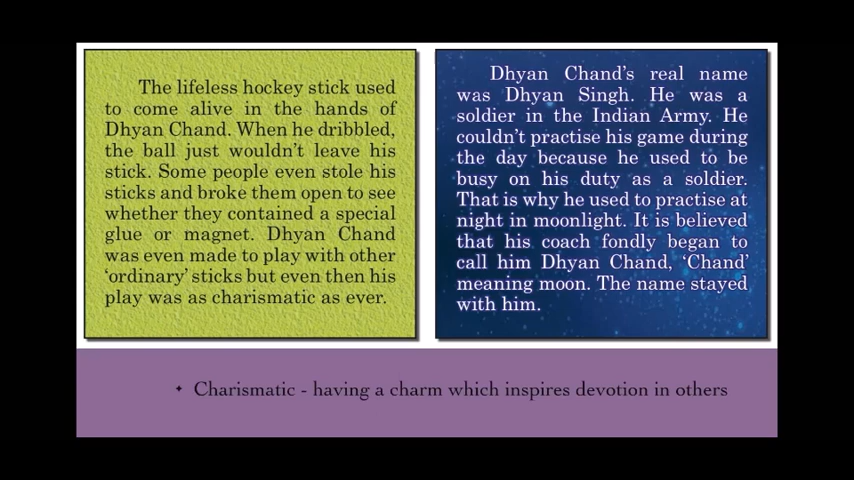 The lifeless hockey stick used
to come alive in the hands of
Dhyan Chand. When he dribbled,
the ball just wouldn't leave his
stick. Some people even stole his
sticks and broke them open to see
whether they contained a special
glue or magnet. Dhyan Chand
was even made to play with other
'ordinary' sticks but even then his
play was as charismatic as ever.
Dhyan Chand's real name
was Dhyan Singh. He was a
soldier in the Indian Army. He
couldn't practise his game during
the day because he used to be
busy on his duty as a soldier.
That is why he used to practise at
night in moonlight. It is believed
that his coach fondly began to
call him Dhyan Chand, 'Chand'
meaning moon. The name stayed
with him.
• Charismatic - having a charm which inspires devotion in others